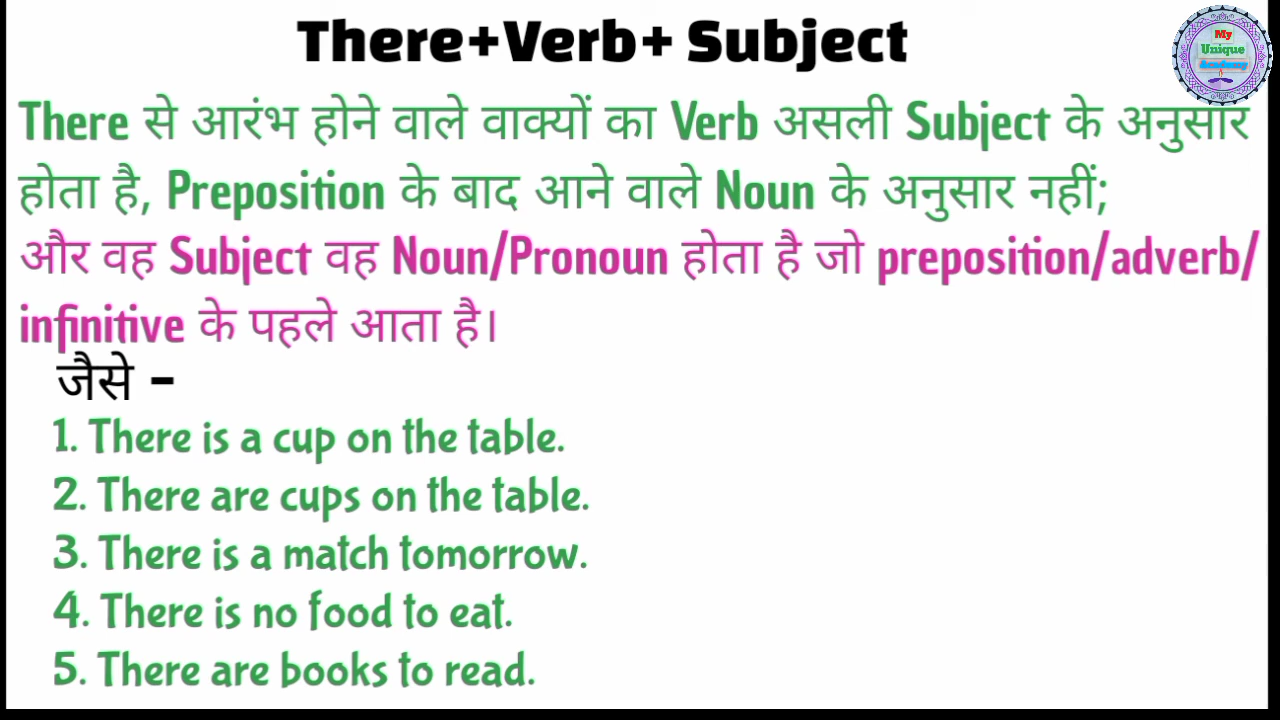 There+Verb+ Subject
My
Unique
Academy
There से आरंभ होने वाले वाक्यों का Verb असली Subject के अनुसार
होता है, Preposition के बाद आने वाले Noun के अनुसार नहीं;
और वह Subject वह Noun/Pronoun होता है जो preposition/adverb/
infinitive के पहले आता है।
जैसे –
1. There is a cup on the table.
2. There are cups on the table.
3. There is a match tomorrow.
4. There is no food to eat.
5. There are books to read.